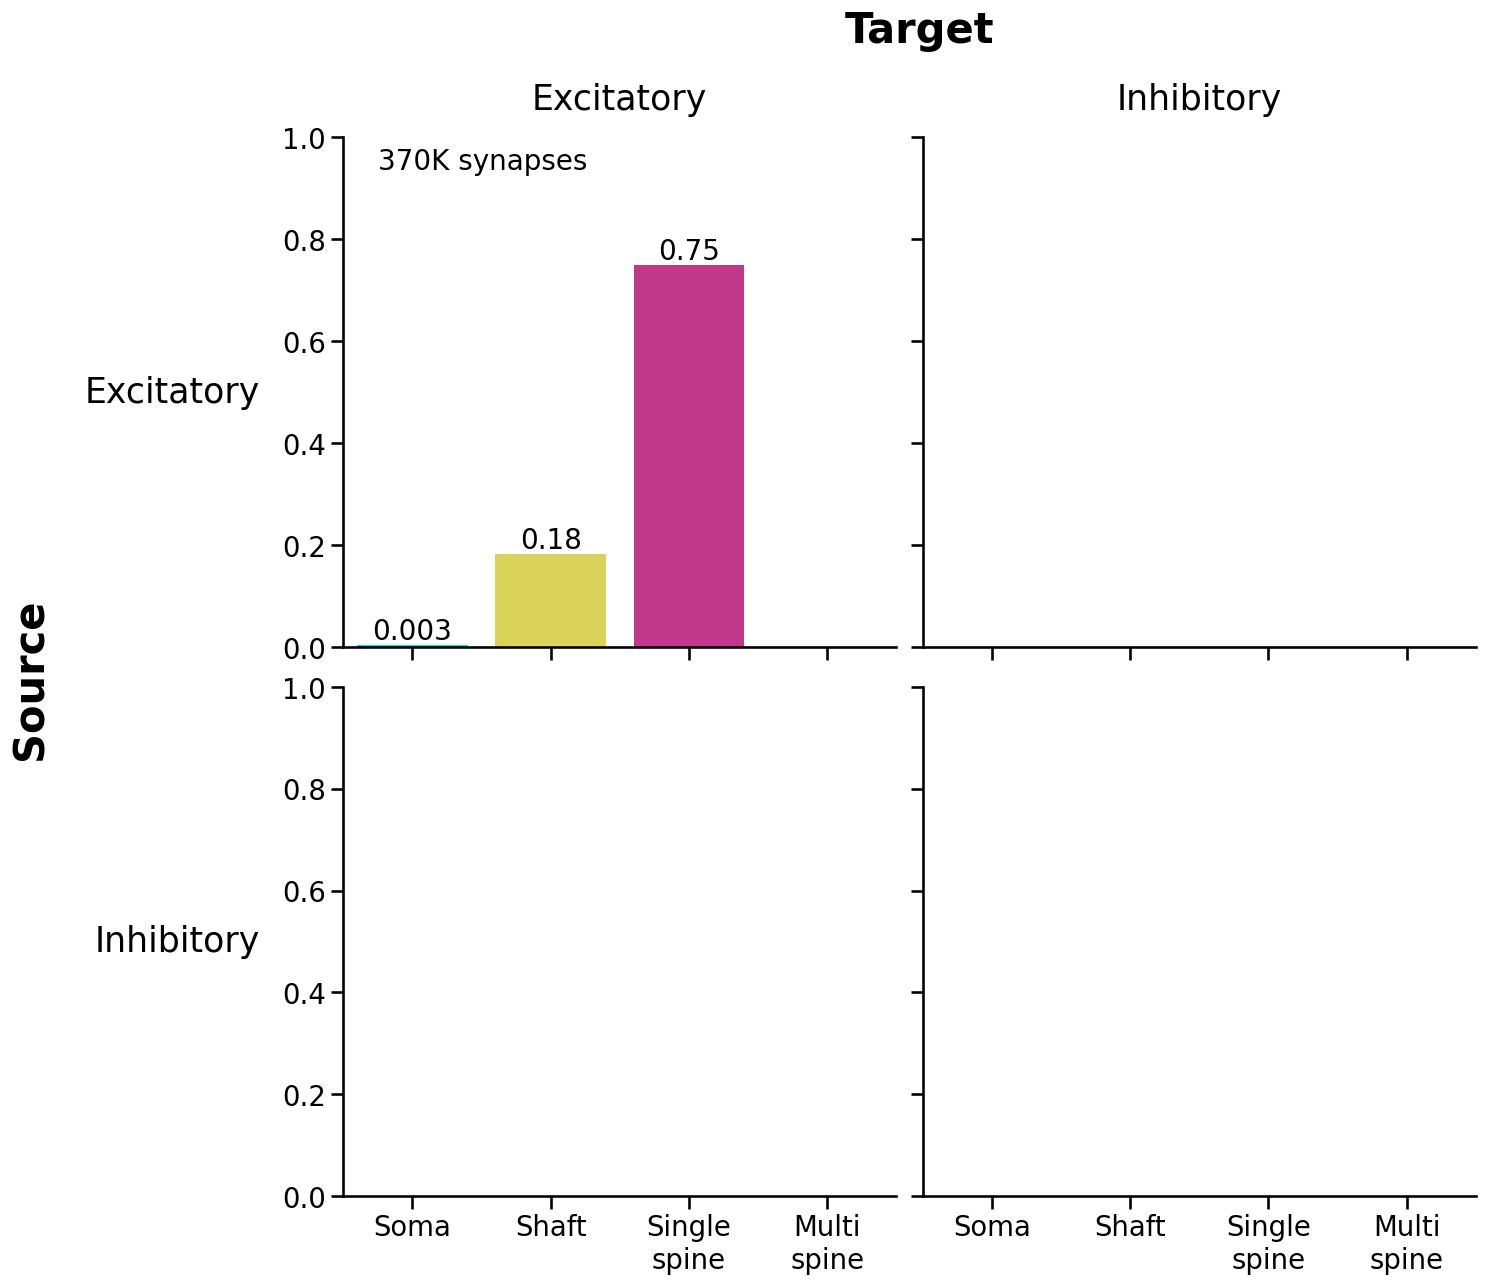 Target
Excitatory
Inhibitory
1.0
370K synapses
0.8
0.75
0.6
Excitatory
0.4
0.2
0.18
0.003
0.0
Source
1.0
0.8
0.6
Inhibitory
0.4
0.2
0.0
Soma
Shaft
Single
spine
Multi
spine
Soma
Shaft
Single
spine
Multi
spine